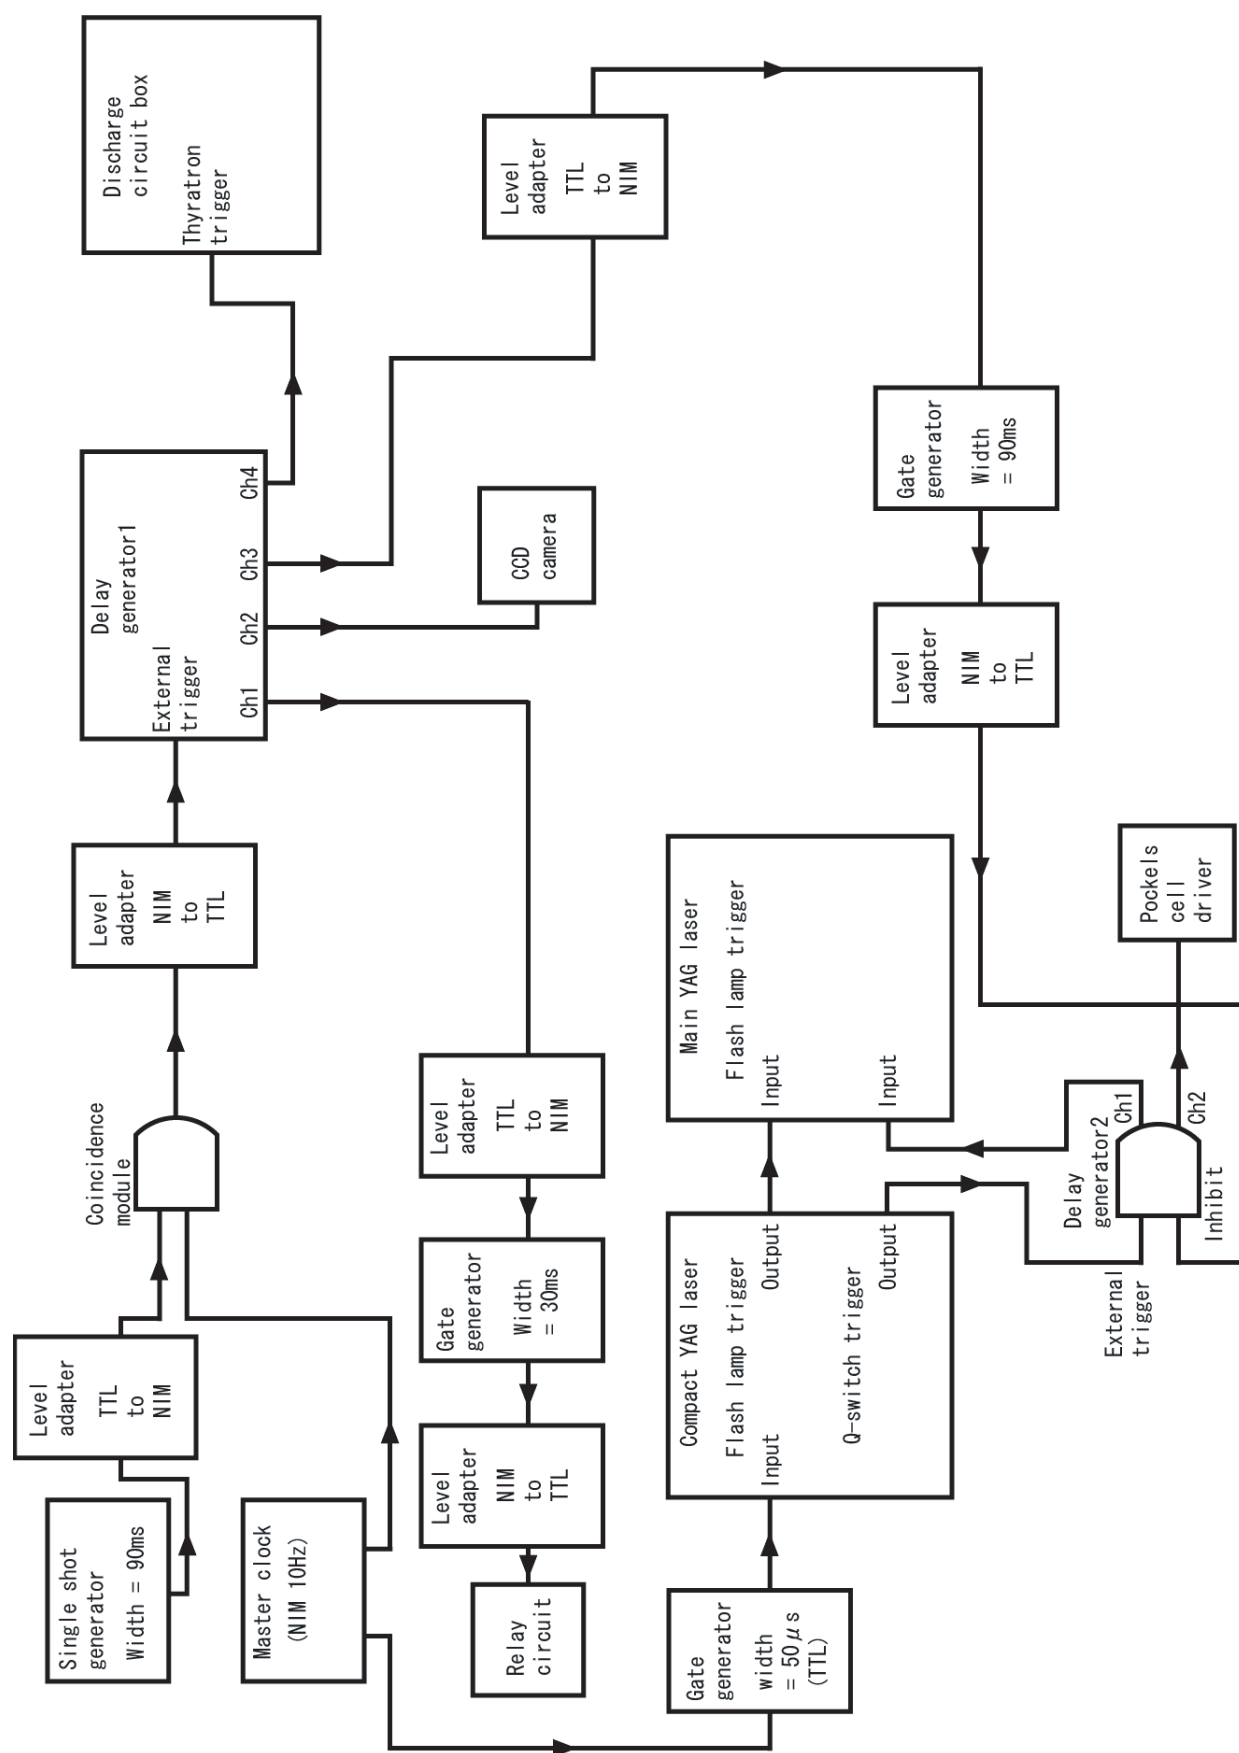 Single shot
generator
Width = 90ms
Level
adapter
TTL
to
NIM
Coincidence
module
Level
adapter
NIM
to
TTL
Delay
generator1
External
trigger
Ch1
Ch2
Ch3
Ch4
Discharge
circuit box
Thyratron
trigger
Master clock
(NIM 10Hz)
Relay
circuit
Level
adapter
NIM
to
TTL
Gate
generator
Width
= 30ms
Level
adapter
TTL
to
NIM
CCD
camera
Level
adapter
TTL
to
NIM
Gate
generator
width
= 50μs
(TTL)
Compact YAG laser
Flash lamp trigger
Input
Output
Q-switch trigger
Output
Main YAG laser
Flash lamp trigger
Input
Input
Level
adapter
NIM
to
TTL
Gate
generator
Width
= 90ms
External
trigger
Delay
generator2
Inhibit
Ch1
Ch2
Pockels
cell
driver